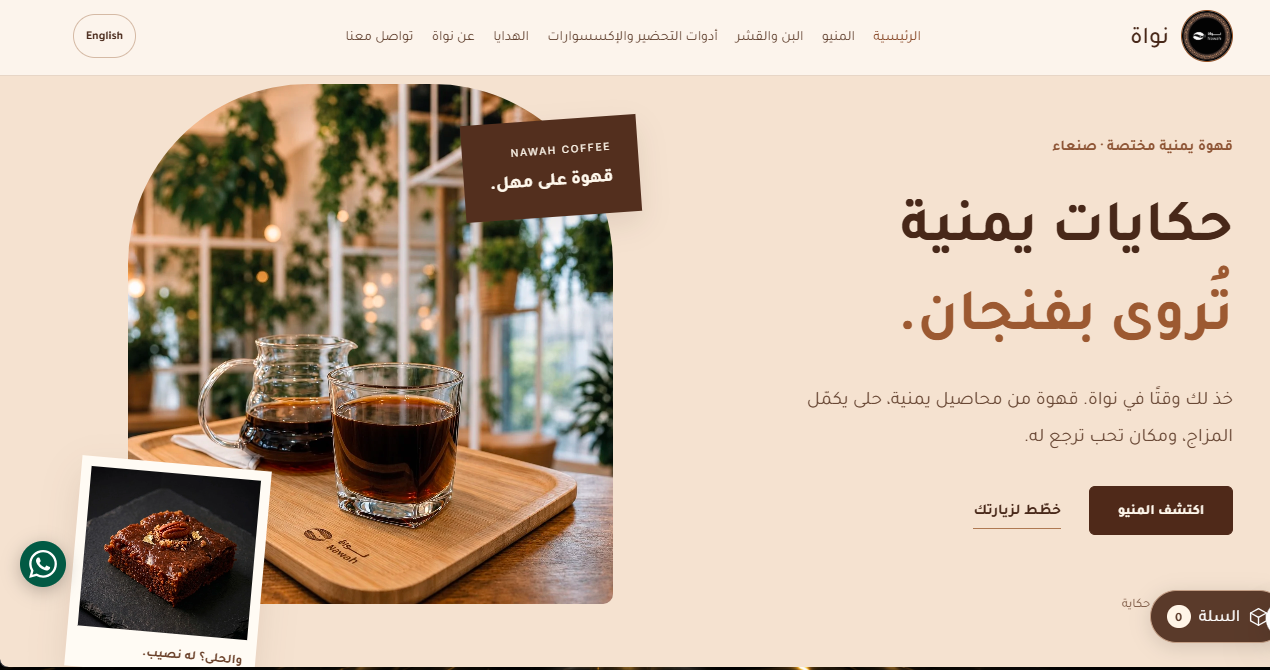 نواة
الرئيسية
المنيو
البن والقشر
أدوات التحضير والإكسسوارات
الهدايا
عن نواة
تواصل معنا
English
قهوة يمنية مختصة · صنعاء
حكايات يمنية
تُروى بفنجان.
خذ لك وقتًا في نواة. قهوة من محاصيل يمنية، حلى يكمّل
المزاج، ومكان تحب ترجع له.
اكتشف المنيو
خطّط لزيارتك
حكاية
السلة 0
NAWAH COFFEE
قهوة على مهل.
نواة
Nawah
والحلى؟ له نصيب.